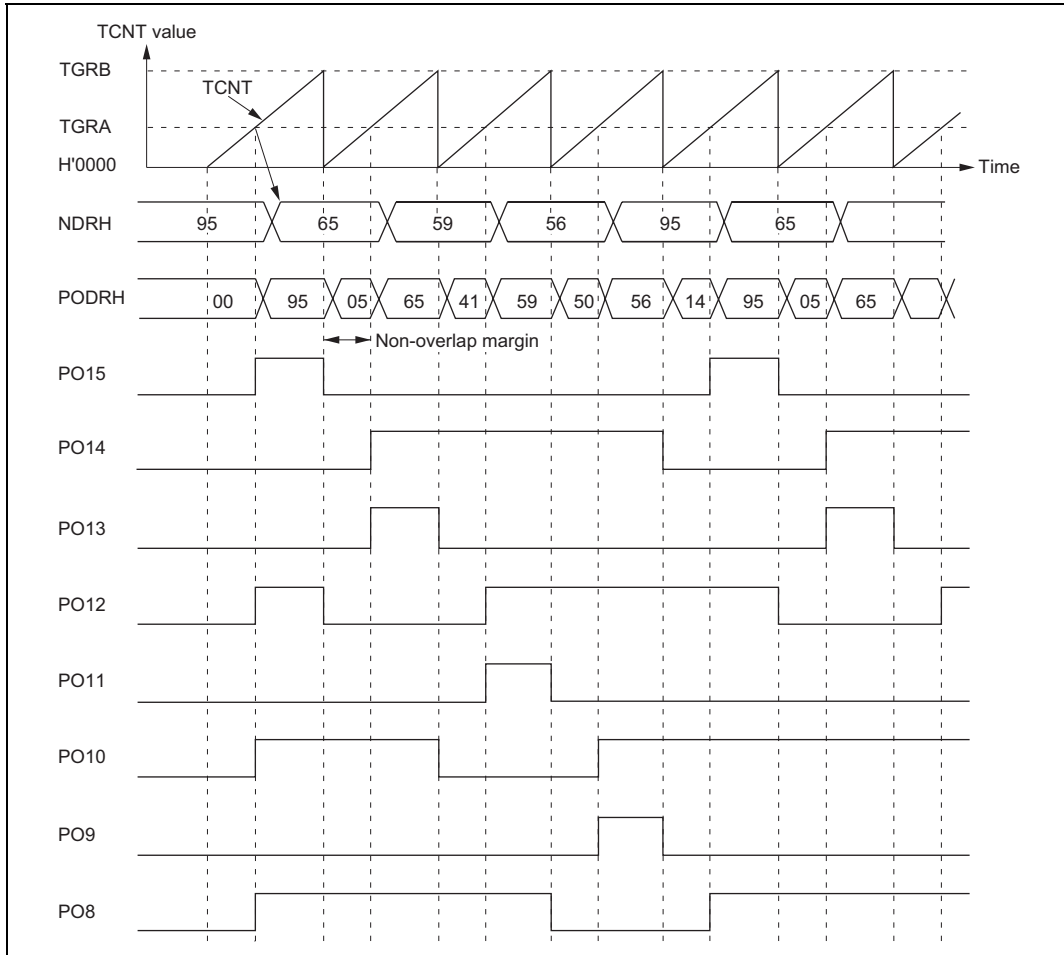 TCNT value
TGRB
TCNT
TGRA
H'0000
Time
NDRH 95 65 59 56 95 65
PODRH 00 95 05 65 41 59 50 56 14 95 05 65
Non-overlap margin
PO15
PO14
PO13
PO12
PO11
PO10
PO9
PO8